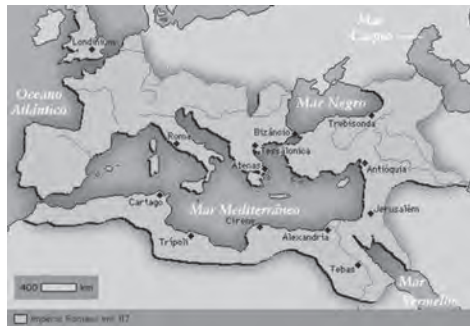 Mar
Cáspio
Londinium
Oceano
Atlântico
Mar Negro
Trebisonda
Roma
Bizâncio
Tessalônica
Atenas
Antióquia
Cartago
Mar Mediterrâneo
Jerusalém
Cirene
Trípoli
Alexandria
Tebas
Mar
Vermelho
400 km
Império Romano em 117